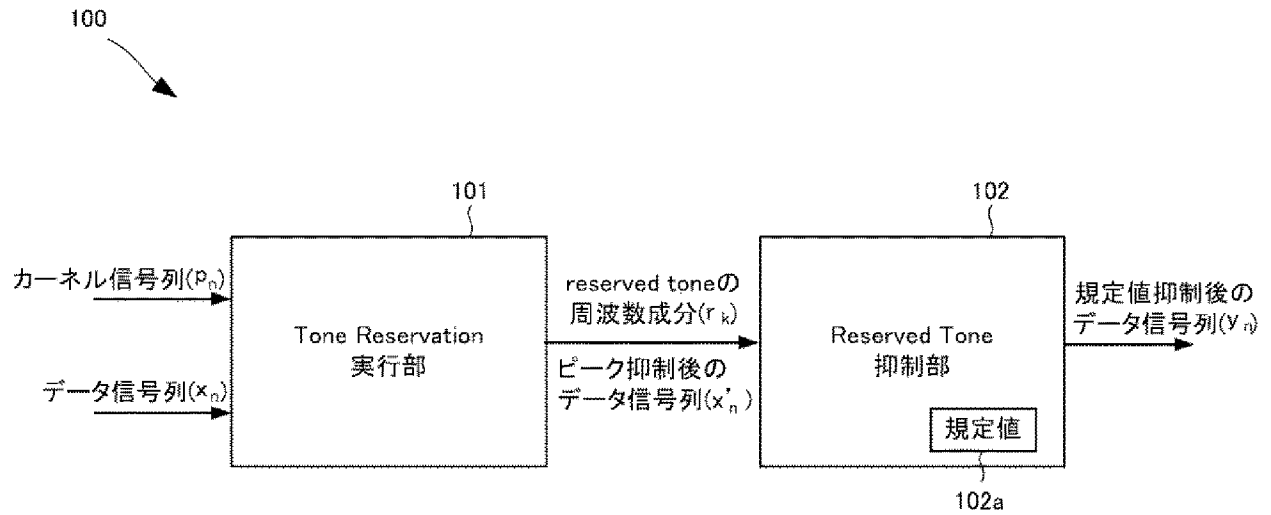 100
101
102
カーネル信号列(pn)
データ信号列(xn)
Tone Reservation
実行部
reserved toneの
周波数成分(rk)
ピーク抑制後の
データ信号列(x'n)
Reserved Tone
抑制部
規定値
102a
規定値抑制後の
データ信号列(yn)